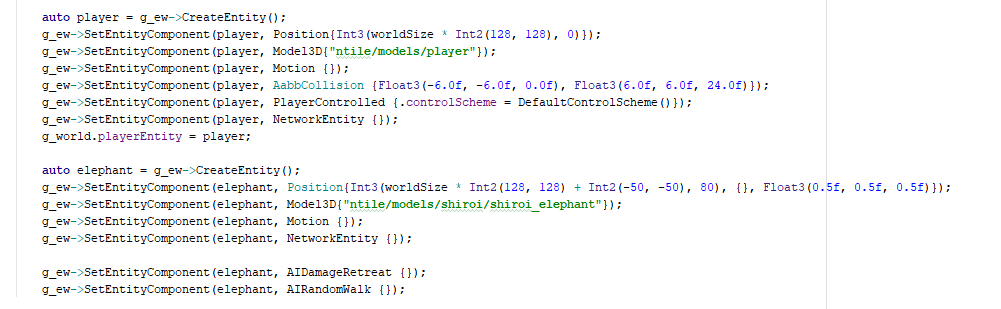 auto player = g_ew->CreateEntity();
g_ew->SetEntityComponent(player, Position{Int3(worldSize * Int2(128, 128), 0)});
g_ew->SetEntityComponent(player, Model3D{"ntile/models/player"});
g_ew->SetEntityComponent(player, Motion {});
g_ew->SetEntityComponent(player, AabbCollision {Float3(-6.0f, -6.0f, 0.0f), Float3(6.0f, 6.0f, 24.0f)});
g_ew->SetEntityComponent(player, PlayerControlled {.controlScheme = DefaultControlScheme()});
g_ew->SetEntityComponent(player, NetworkEntity {});
g_world.playerEntity = player;

auto elephant = g_ew->CreateEntity();
g_ew->SetEntityComponent(elephant, Position{Int3(worldSize * Int2(128, 128) + Int2(-50, -50), 80), {}, Float3(0.5f, 0.5f, 0.5f)});
g_ew->SetEntityComponent(elephant, Model3D{"ntile/models/shiroi/shiroi_elephant"});
g_ew->SetEntityComponent(elephant, Motion {});
g_ew->SetEntityComponent(elephant, NetworkEntity {});

g_ew->SetEntityComponent(elephant, AIDamageRetreat {});
g_ew->SetEntityComponent(elephant, AIRandomWalk {});